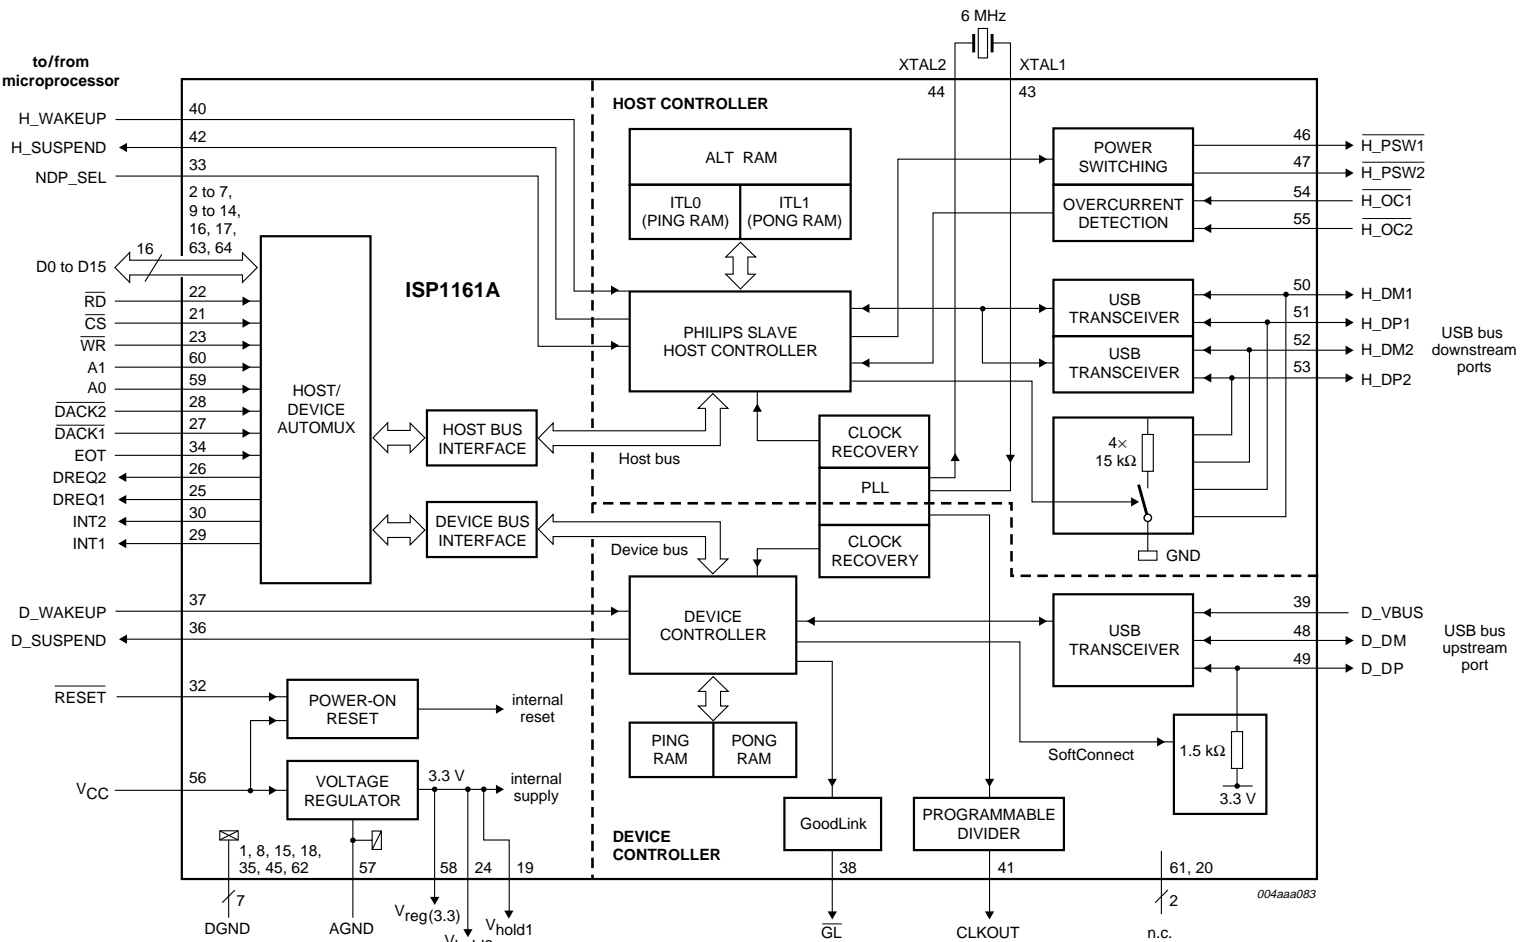 6 MHz
to/from
microprocessor
XTAL2
XTAL1
44
43
H_WAKEUP
40
H_SUSPEND
42
NDP_SEL
33
2 to 7,
9 to 14,
16, 17,
63, 64
D0 to D15
16
RD
22
CS
21
WR
23
A1
60
A0
59
DACK2
28
DACK1
27
EOT
34
DREQ2
26
DREQ1
25
INT2
30
INT1
29
HOST/
DEVICE
AUTOMUX
ISP1161A
HOST BUS
INTERFACE
Host bus
DEVICE BUS
INTERFACE
Device bus
HOST CONTROLLER
ALT RAM
ITL0
(PING RAM)
ITL1
(PONG RAM)
PHILIPS SLAVE
HOST CONTROLLER
CLOCK
RECOVERY
PLL
CLOCK
RECOVERY
POWER
SWITCHING
OVERCURRENT
DETECTION
46
H_PSW1
47
H_PSW2
54
H_OC1
55
H_OC2
USB
TRANSCEIVER
USB
TRANSCEIVER
50
H_DM1
51
H_DP1
52
H_DM2
53
H_DP2
USB bus
downstream
ports
4×
15 kΩ
GND
D_WAKEUP
37
D_SUSPEND
36
DEVICE
CONTROLLER
PING
RAM
PONG
RAM
USB
TRANSCEIVER
39
D_VBUS
48
D_DM
49
D_DP
USB bus
upstream
port
SoftConnect
1.5 kΩ
3.3 V
RESET
32
POWER-ON
RESET
internal
reset
VCC
56
VOLTAGE
REGULATOR
3.3 V
internal
supply
GoodLink
PROGRAMMABLE
DIVIDER
DEVICE
CONTROLLER
1, 8, 15, 18,
35, 45, 62
57
58
24
19
38
41
61, 20
7
DGND
AGND
Vreg(3.3)
Vhold1
GL
CLKOUT
2
n.c.
004aaa083